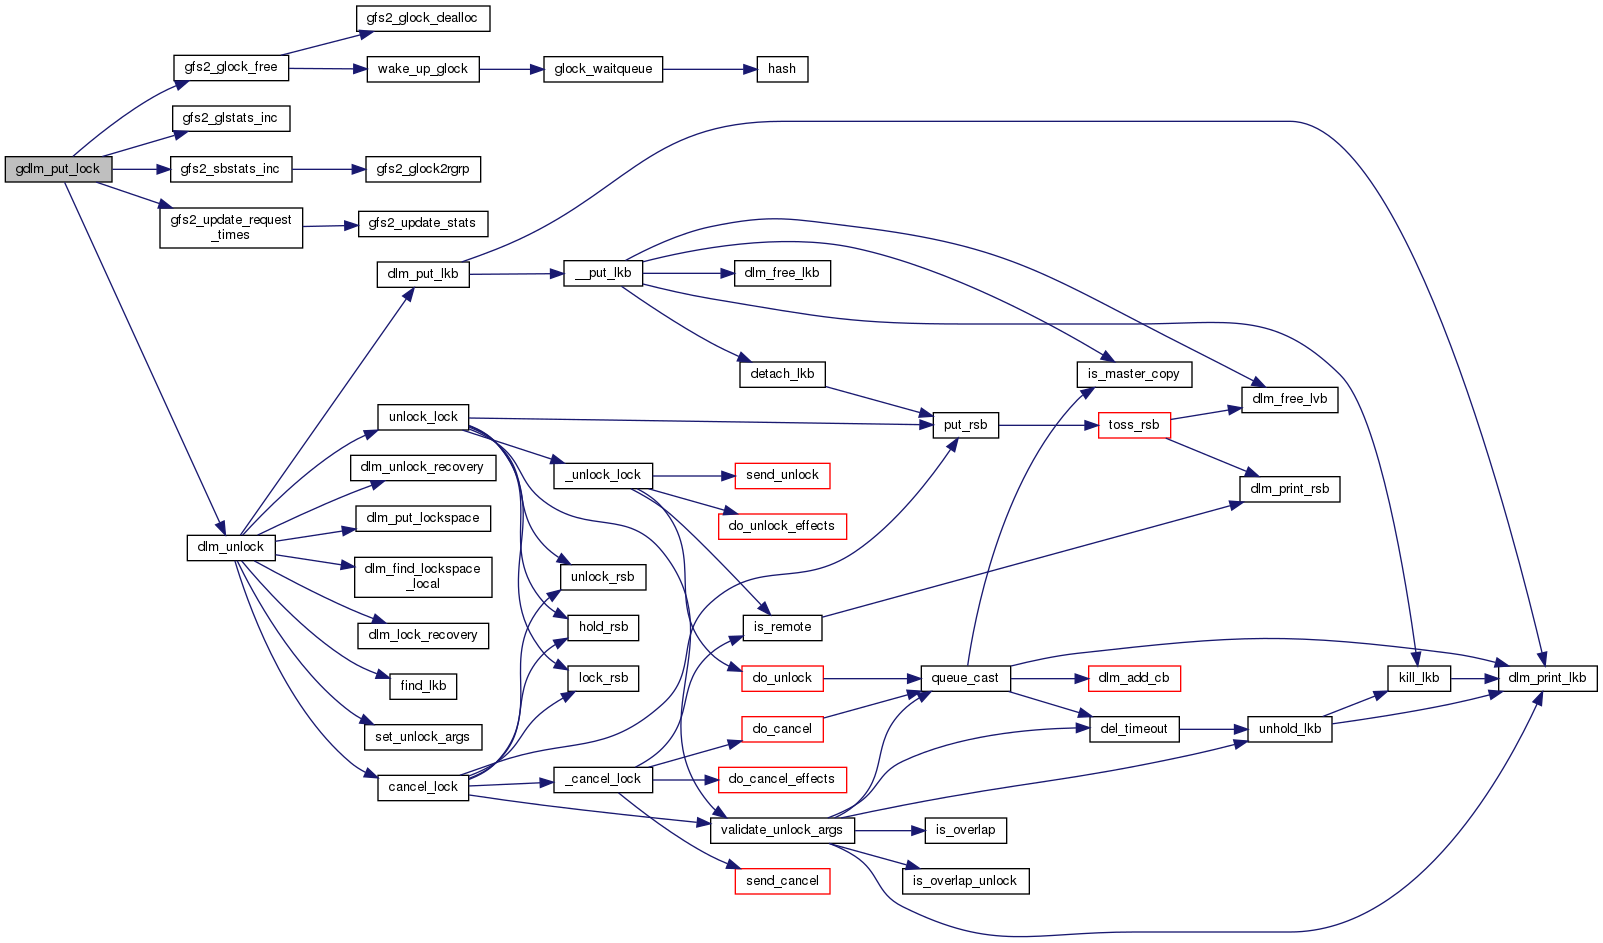 gfs2_glock_dealloc
gfs2_glock_free
wake_up_glock
glock_waitqueue
hash
gfs2_glstats_inc
gdlm_put_lock
gfs2_sbstats_inc
gfs2_glock2rgrp
gfs2_update_request
_times
gfs2_update_stats
dlm_put_lkb
__put_lkb
dlm_free_lkb
detach_lkb
is_master_copy
dlm_free_lvb
unlock_lock
put_rsb
toss_rsb
dlm_unlock_recovery
_unlock_lock
send_unlock
dlm_print_rsb
dlm_put_lockspace
do_unlock_effects
dlm_unlock
dlm_find_lockspace
_local
unlock_rsb
dlm_lock_recovery
hold_rsb
is_remote
find_lkb
lock_rsb
do_unlock
queue_cast
dlm_add_cb
kill_lkb
dlm_print_lkb
set_unlock_args
do_cancel
del_timeout
unhold_lkb
cancel_lock
_cancel_lock
do_cancel_effects
validate_unlock_args
is_overlap
send_cancel
is_overlap_unlock